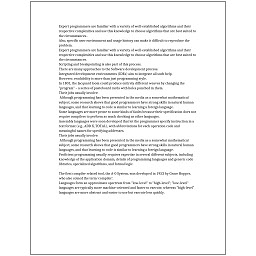 Expert programmers are familiar with a variety of well-established algorithms and their
respective complexities and use this knowledge to choose algorithms that are best suited to
the circumstances.
Also, specific user environment and usage history can make it difficult to reproduce the
problem.
Expert programmers are familiar with a variety of well-established algorithms and their
respective complexities and use this knowledge to choose algorithms that are best suited to
the circumstances.
Scripting and breakpointing is also part of this process.
There are many approaches to the Software development process.
Integrated development environments (IDEs) aim to integrate all such help.
However, readability is more than just programming style.
In 1801, the Jacquard loom could produce entirely different weaves by changing the
"program" - a series of pasteboard cards with holes punched in them.
Their jobs usually involve:
Although programming has been presented in the media as a somewhat mathematical
subject, some research shows that good programmers have strong skills in natural human
languages, and that learning to code is similar to learning a foreign language.
Some languages are more prone to some kinds of faults because their specification does not
require compilers to perform as much checking as other languages.
Assembly languages were soon developed that let the programmer specify instruction in a
text format (e.g., ADD X, TOTAL), with abbreviations for each operation code and
meaningful names for specifying addresses.
Their jobs usually involve:
Although programming has been presented in the media as a somewhat mathematical
subject, some research shows that good programmers have strong skills in natural human
languages, and that learning to code is similar to learning a foreign language.
Proficient programming usually requires expertise in several different subjects, including
knowledge of the application domain, details of programming languages and generic code
libraries, specialized algorithms, and formal logic.
The first compiler related tool, the A-0 System, was developed in 1952 by Grace Hopper,
who also coined the term 'compiler'.
Languages form an approximate spectrum from "low-level" to "high-level"; "low-level"
languages are typically more machine-oriented and faster to execute, whereas "high-level"
languages are more abstract and easier to use but execute less quickly.